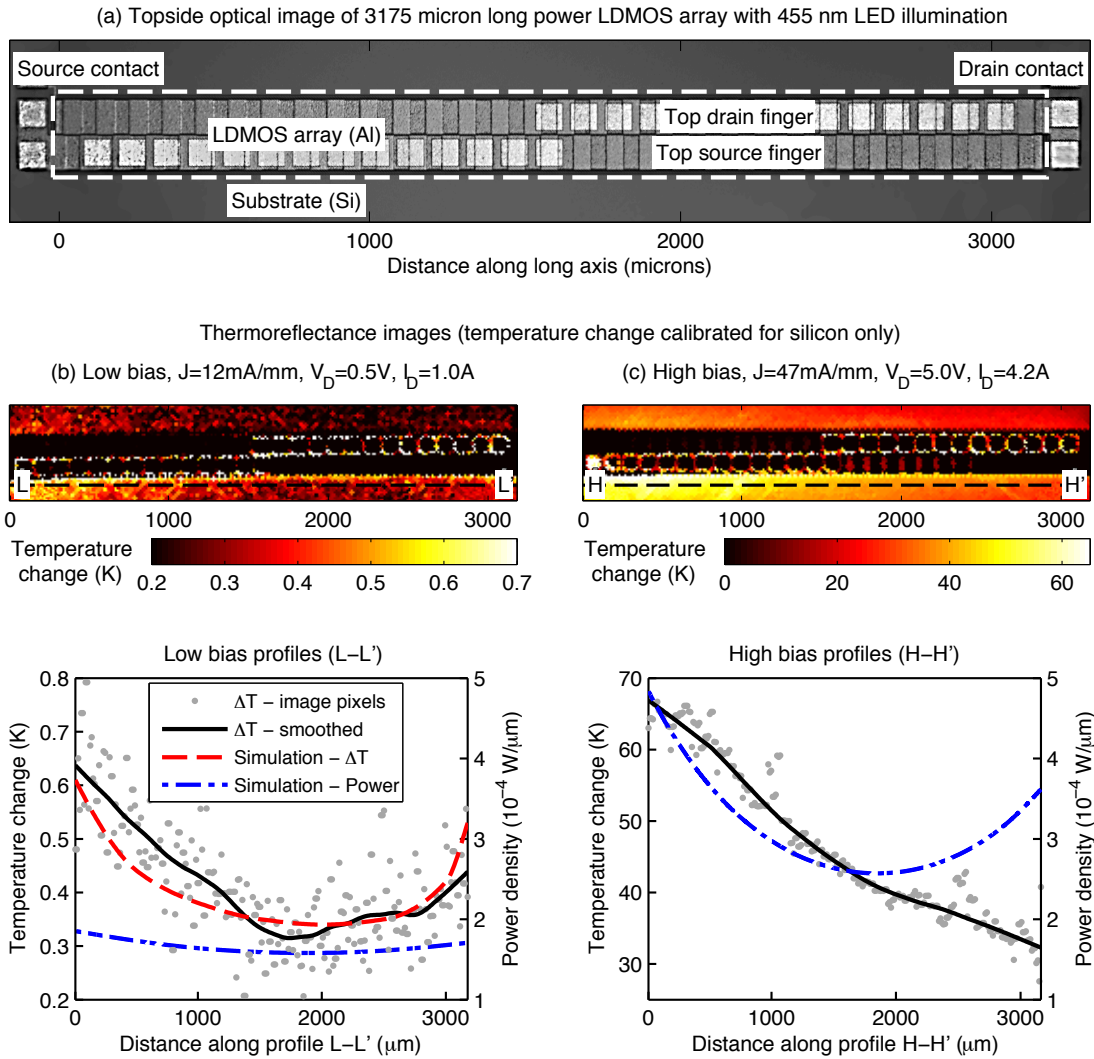 (a) Topside optical image of 3175 micron long power LDMOS array with 455 nm LED illumination
Source contact
Drain contact
LDMOS array (Al)
Top drain finger
Top source finger
Substrate (Si)
0 1000 2000 3000
Distance along long axis (microns)
Thermoreflectance images (temperature change calibrated for silicon only)
(b) Low bias, J=12mA/mm, V_D=0.5V, I_D=1.0A
L L'
0 1000 2000 3000
Temperature change (K)
0.2 0.3 0.4 0.5 0.6 0.7
(c) High bias, J=47mA/mm, V_D=5.0V, I_D=4.2A
H H'
0 1000 2000 3000
Temperature change (K)
0 20 40 60
Low bias profiles (L−L')
ΔT − image pixels
ΔT − smoothed
Simulation − ΔT
Simulation − Power
Temperature change (K)
0.8
0.7
0.6
0.5
0.4
0.3
0.2
Power density (10⁻⁴ W/μm)
5
4
3
2
1
0 1000 2000 3000
Distance along profile L−L' (μm)
High bias profiles (H−H')
Temperature change (K)
70
60
50
40
30
Power density (10⁻⁴ W/μm)
5
4
3
2
1
0 1000 2000 3000
Distance along profile H−H' (μm)